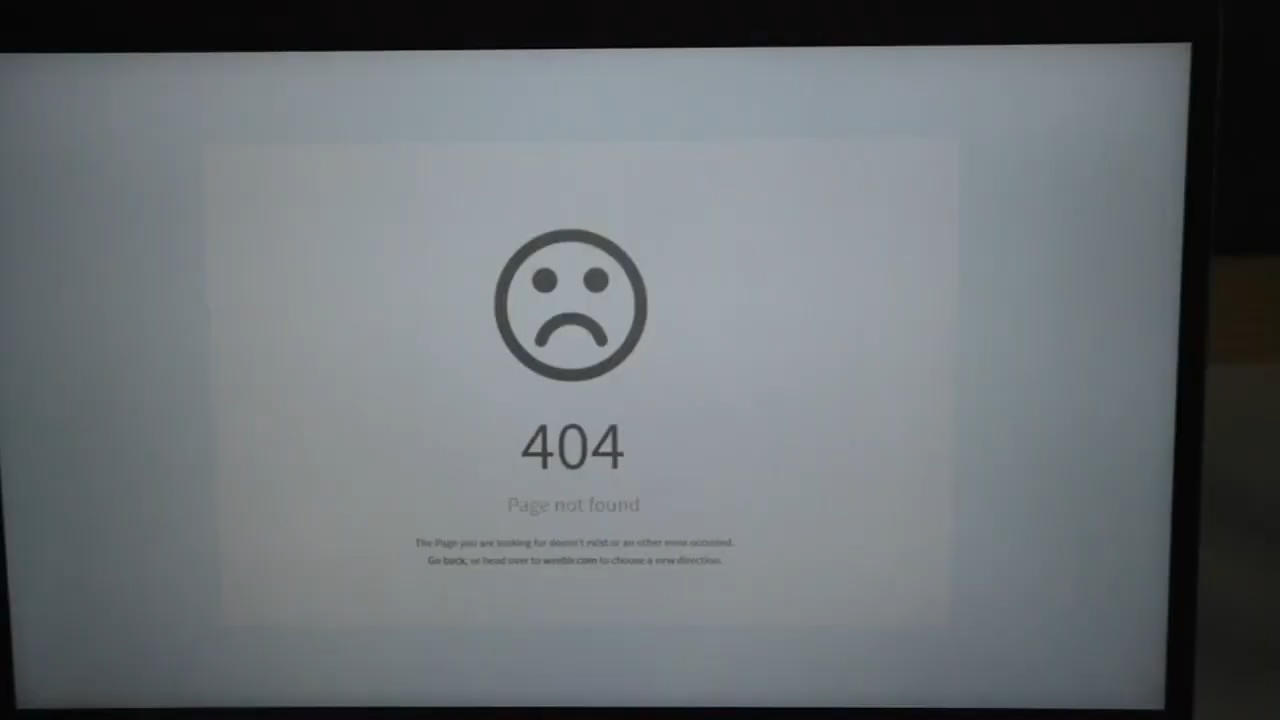 404
Page not found
The Page you are looking for doesn't exist or an other error occurred.
Go back, or head over to weeblr.com to choose a new direction.